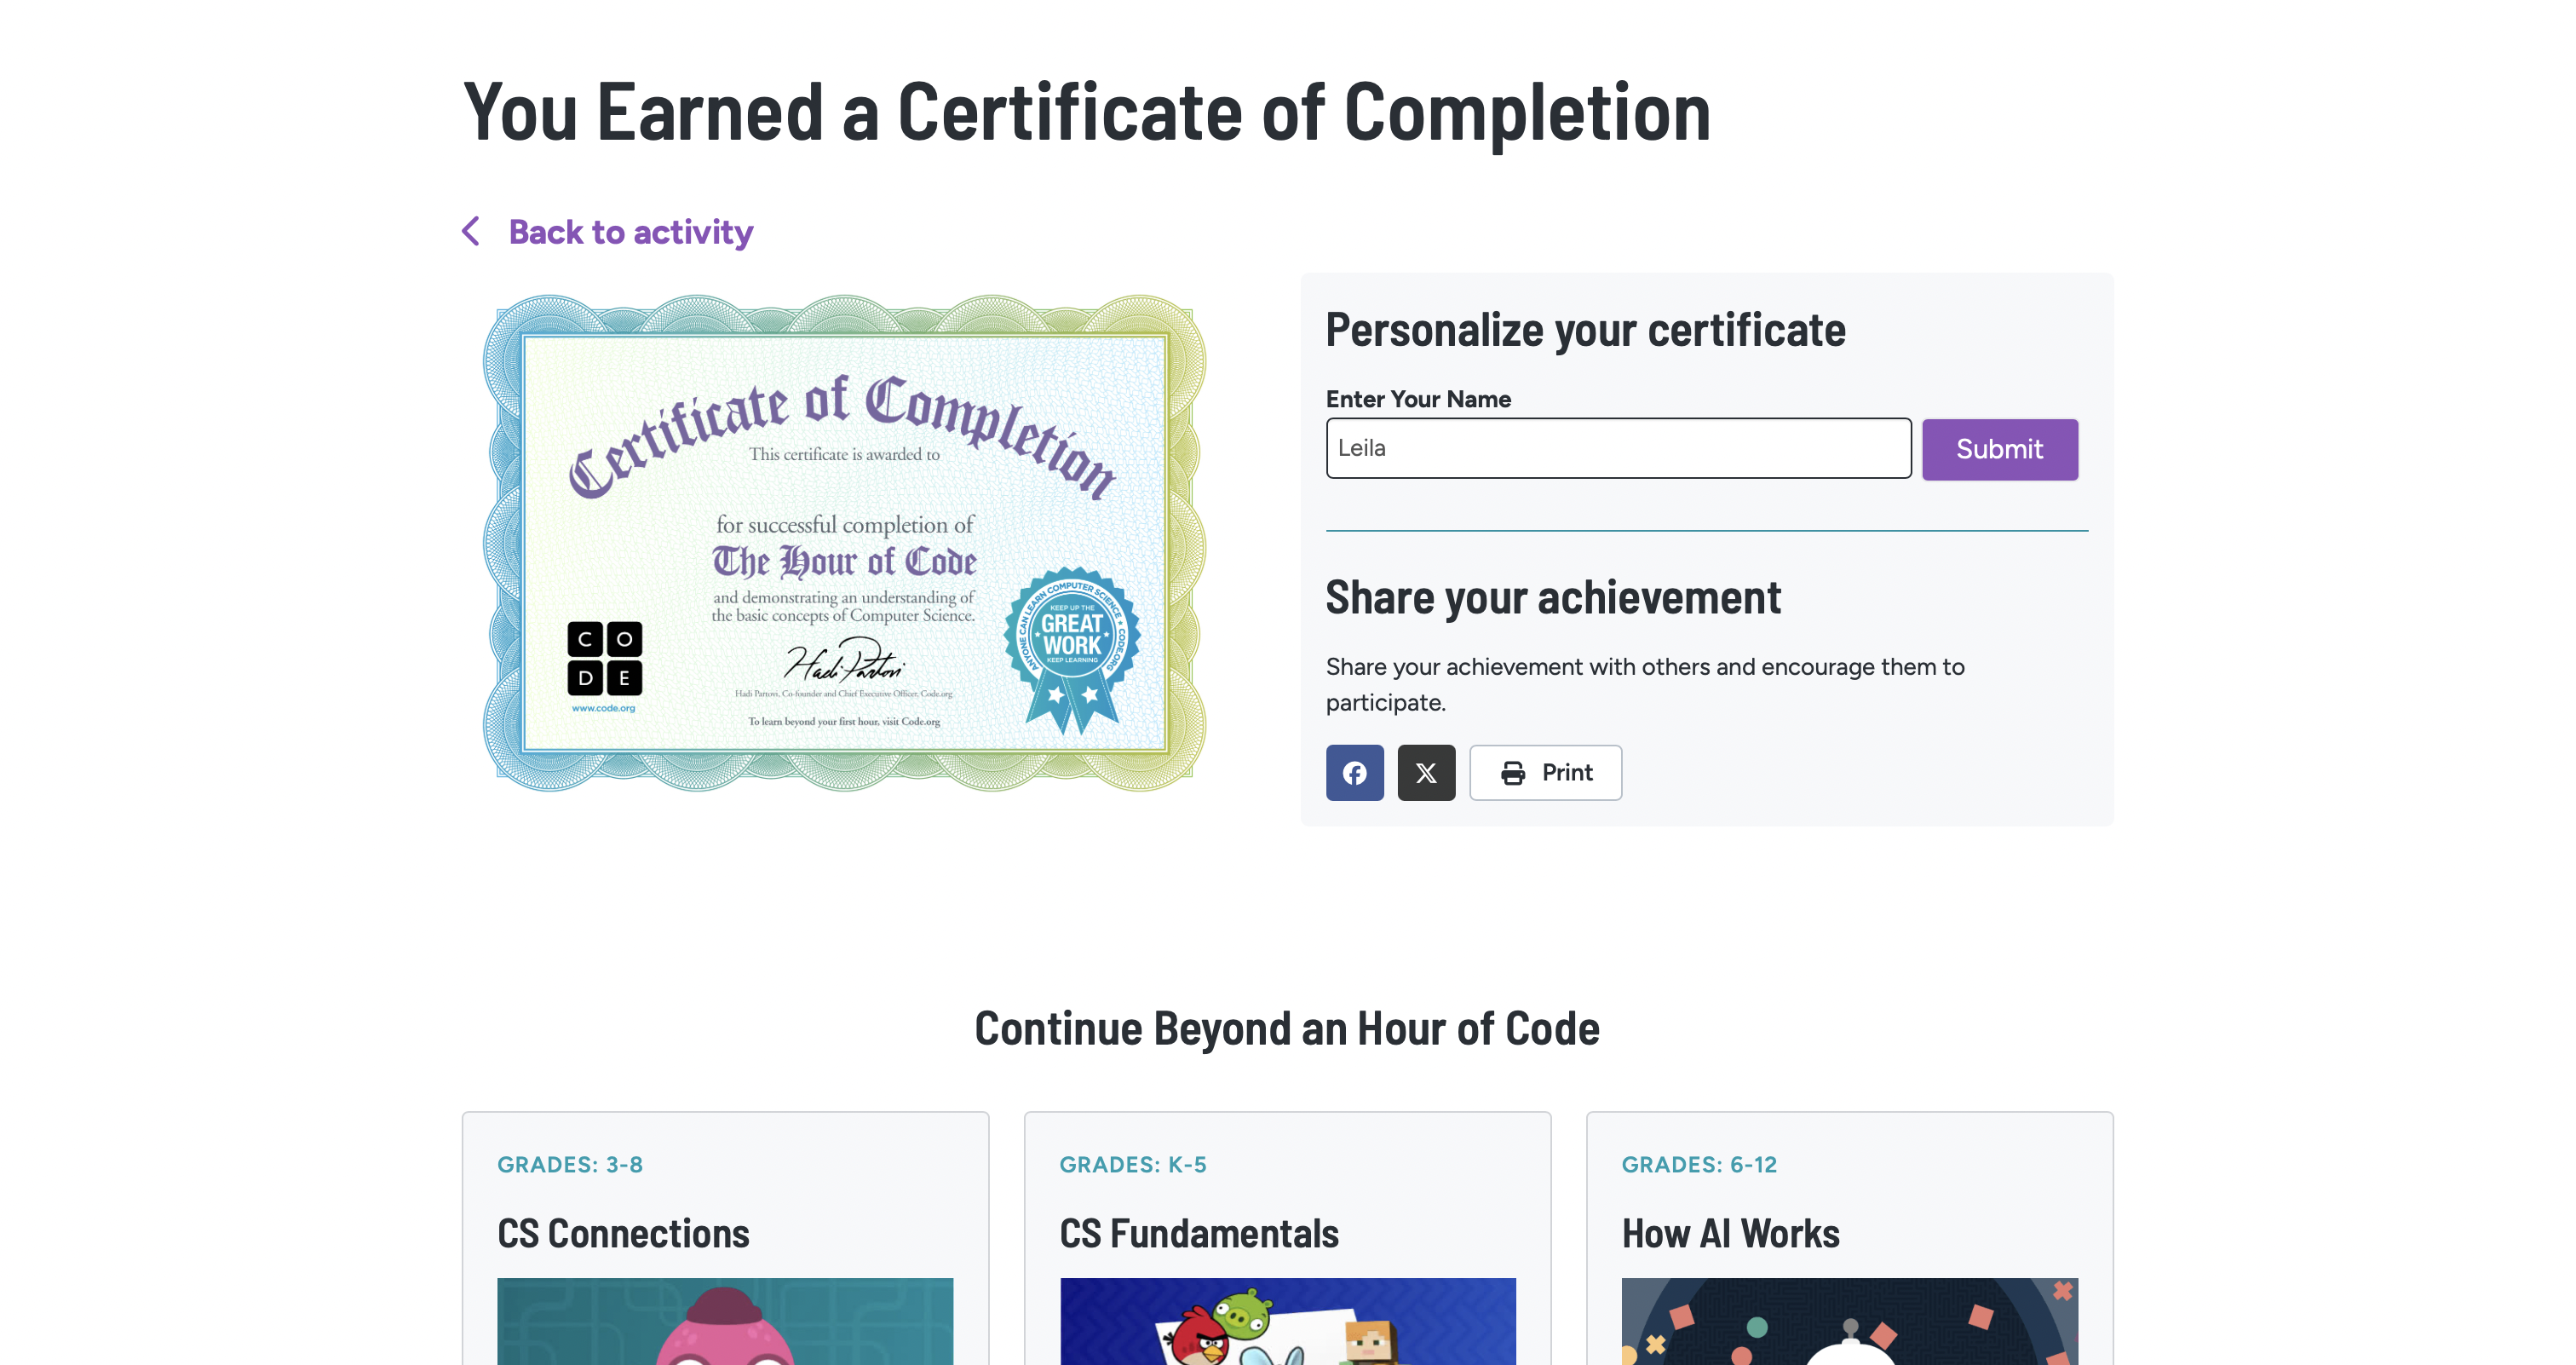 You Earned a Certificate of Completion
Back to activity
Certificate of Completion
This certificate is awarded to
for successful completion of
The Hour of Code
and demonstrating an understanding of
the basic concepts of Computer Science.
C O
D E
www.code.org
Hadi Partovi
Hadi Partovi, Co-founder and Chief Executive Officer, Code.org
To learn beyond your first hour, visit Code.org
ANYONE CAN LEARN COMPUTER SCIENCE • CODE.ORG
KEEP UP THE
GREAT
WORK
KEEP LEARNING
Personalize your certificate
Enter Your Name
Leila
Submit
Share your achievement
Share your achievement with others and encourage them to
participate.
Print
Continue Beyond an Hour of Code
GRADES: 3-8
CS Connections
GRADES: K-5
CS Fundamentals
GRADES: 6-12
How AI Works